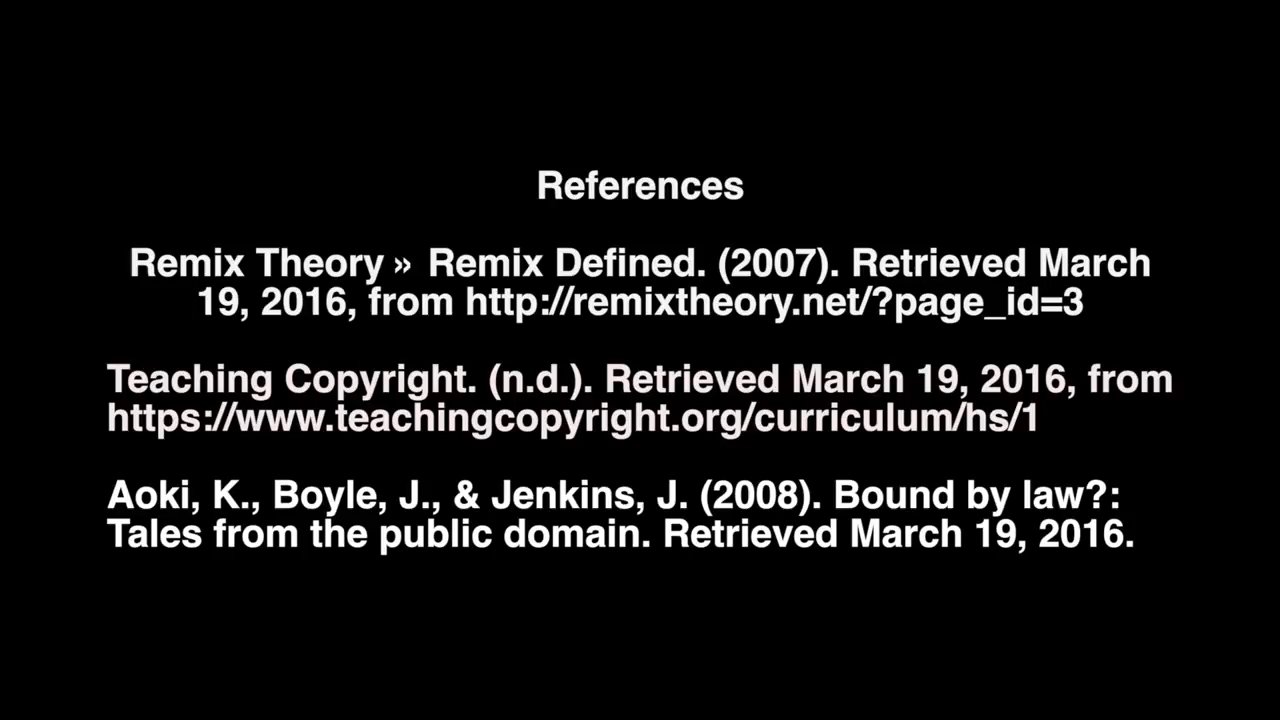 References
Remix Theory » Remix Defined. (2007). Retrieved March
19, 2016, from http://remixtheory.net/?page_id=3
Teaching Copyright. (n.d.). Retrieved March 19, 2016, from
https://www.teachingcopyright.org/curriculum/hs/1
Aoki, K., Boyle, J., & Jenkins, J. (2008). Bound by law?:
Tales from the public domain. Retrieved March 19, 2016.